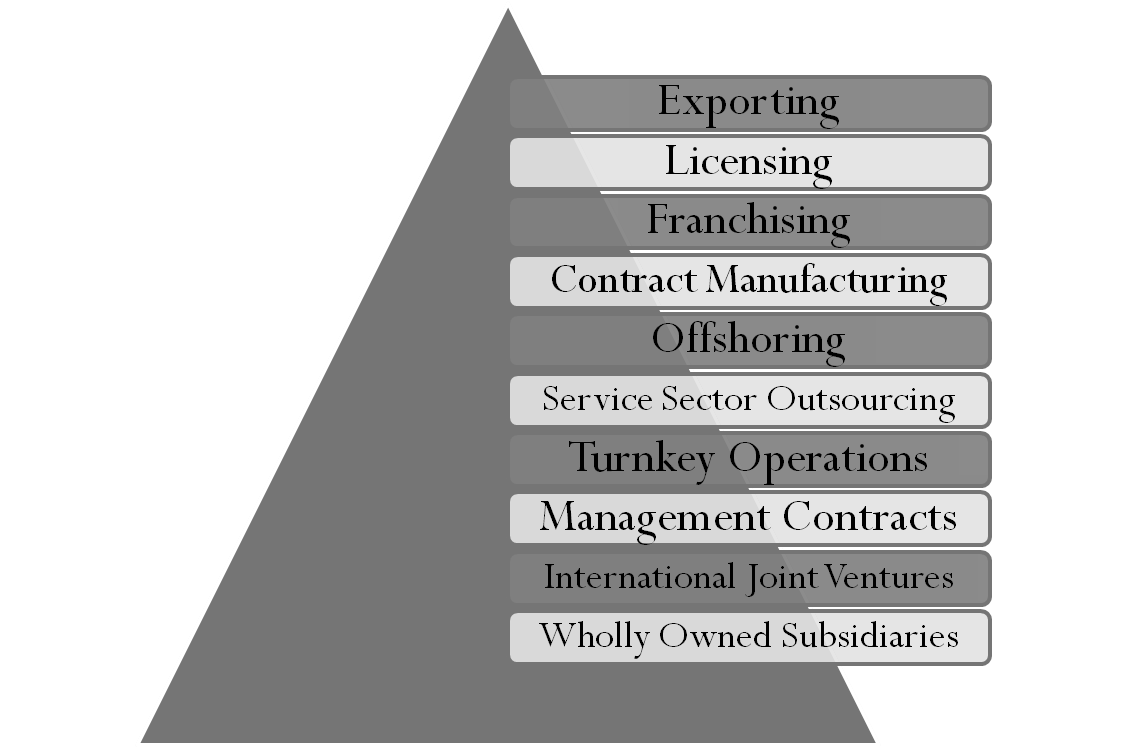 Exporting
Licensing
Franchising
Contract Manufacturing
Offshoring
Service Sector Outsourcing
Turnkey Operations
Management Contracts
International Joint Ventures
Wholly Owned Subsidiaries